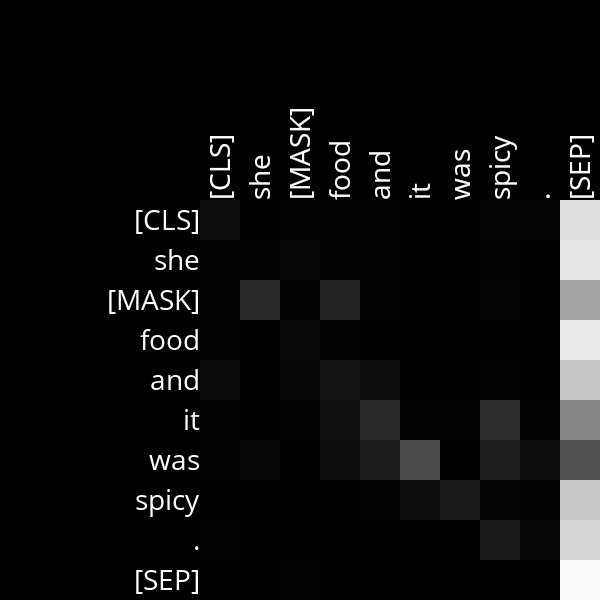 [CLS] she [MASK] food and it was spicy . [SEP]
[CLS]
she
[MASK]
food
and
it
was
spicy
.
[SEP]